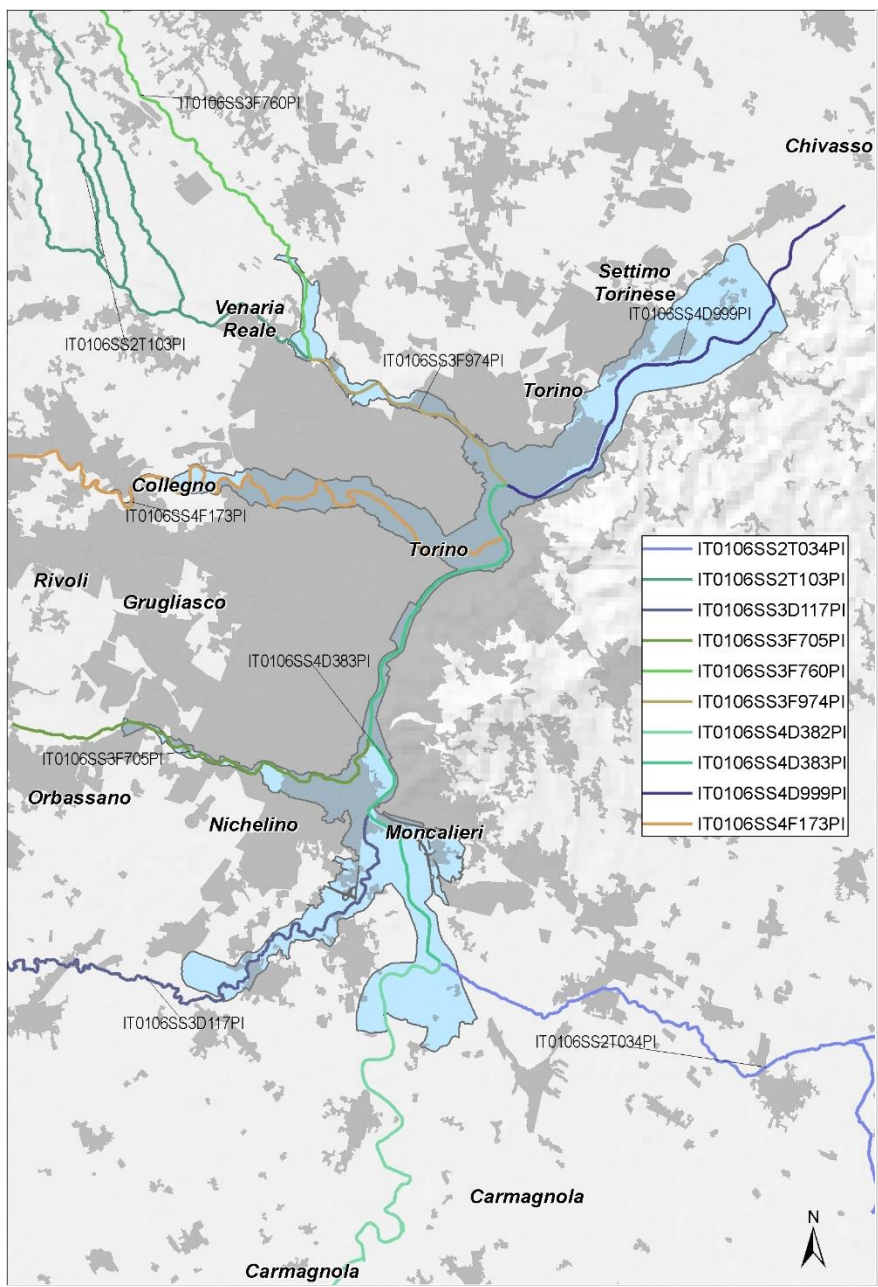 IT0106SS3F760PI
Chivasso
Settimo
Torinese
Venaria
Reale
IT0106SS4D999PI
IT0106SS2T103PI
IT0106SS3F974PI
Torino
Collegno
IT0106SS4F173PI
Torino
Rivoli
Grugliasco
IT0106SS4D383PI
IT0106SS2T034PI
IT0106SS2T103PI
IT0106SS3D117PI
IT0106SS3F705PI
IT0106SS3F760PI
IT0106SS3F974PI
IT0106SS4D382PI
IT0106SS4D383PI
IT0106SS4D999PI
IT0106SS4F173PI
IT0106SS3F705PI
Orbassano
Nichelino
Moncalieri
IT0106SS3D117PI
IT0106SS2T034PI
Carmagnola
Carmagnola
N